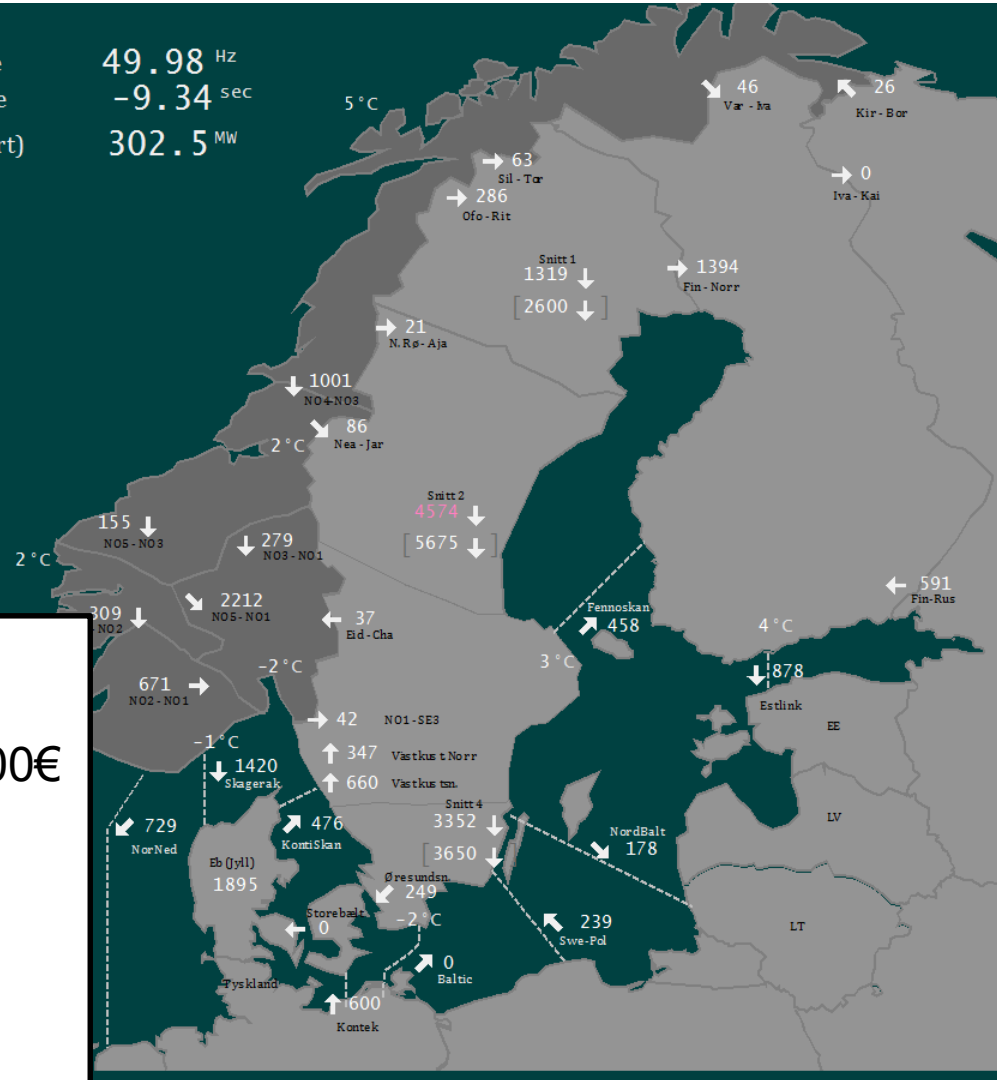 49.98 Hz
-9.34 sec
302.5 MW
5°C
46
Var - Iva
26
Kir - Bor
63
Sil - Tor
0
Iva - Kai
286
Ofo - Rit
Snitt 1
1319
[2600]
1394
Fin - Norr
21
N.Rø - Aja
1001
NO4-NO3
86
Nea - Jar
2°C
Snitt 2
4574
[5675]
155
NO5 - NO3
279
NO3 - NO1
2°C
2212
NO5 - NO1
309
- NO2
37
Eid - Cha
591
Fin-Rus
Fennoskan
458
4°C
3°C
-2°C
671
NO2 - NO1
878
Estlink
42 NO1 - SE3
EE
-1°C
347 Västkust Norr
1420
Skagerak
660 Västkustsn.
00€
Snitt 4
3352
[3650]
LV
729
NorNed
476
KontiSkan
NordBalt
178
Eb (Jyll)
1895
Øresundsn.
249
Storebælt
0
-2°C
239
Swe-Pol
LT
0
Baltic
Tyskland
600
Kontek